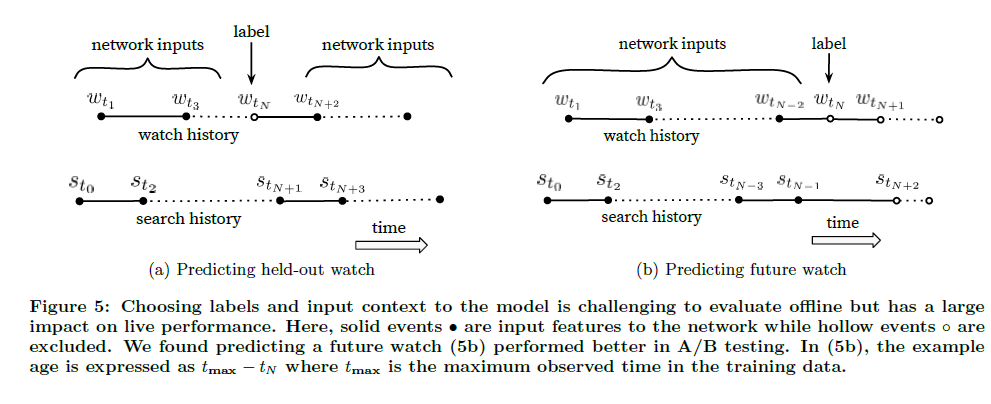 label
network inputs network inputs
w_{t_1} w_{t_3} w_{t_N} w_{t_{N+2}}
watch history
s_{t_0} s_{t_2} s_{t_{N+1}} s_{t_{N+3}}
search history
time
(a) Predicting held-out watch
network inputs label
w_{t_1} w_{t_3} w_{t_{N-2}} w_{t_N} w_{t_{N+1}}
watch history
s_{t_0} s_{t_2} s_{t_{N-3}} s_{t_{N-1}} s_{t_{N+2}}
search history
time
(b) Predicting future watch
Figure 5: Choosing labels and input context to the model is challenging to evaluate offline but has a large
impact on live performance. Here, solid events • are input features to the network while hollow events ○ are
excluded. We found predicting a future watch (5b) performed better in A/B testing. In (5b), the example
age is expressed as t_{max} − t_N where t_{max} is the maximum observed time in the training data.